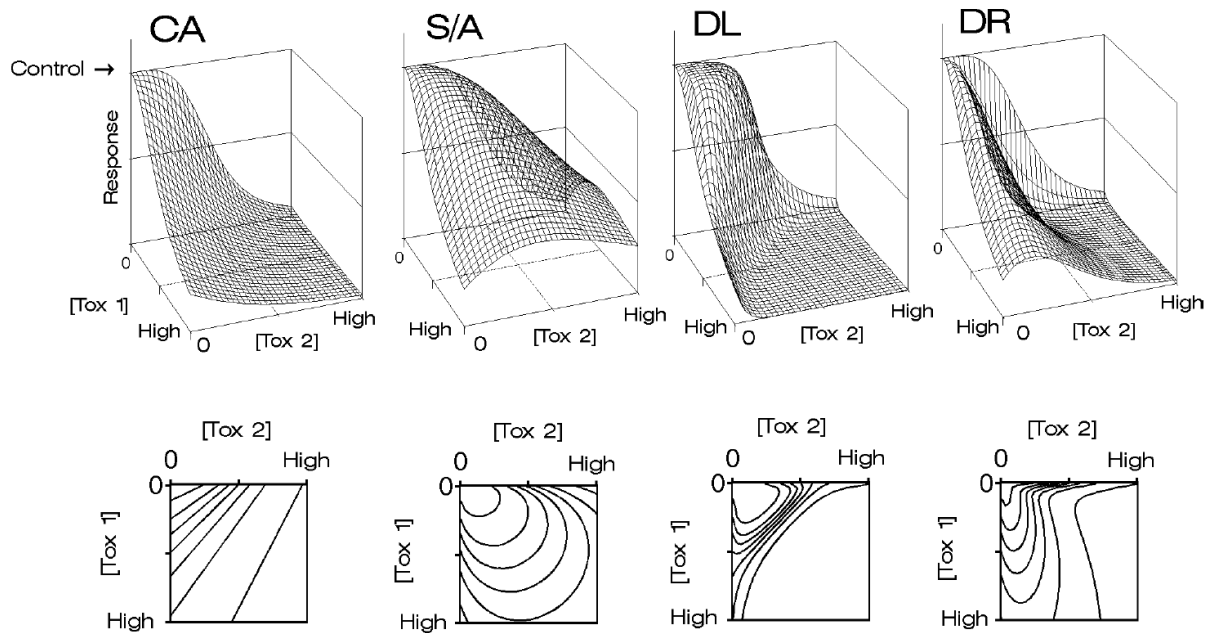 CA S/A DL DR
Control →
Response
0 0 0 0
[Tox 1]
High High High High
High High High High
0 [Tox 2] 0 [Tox 2] 0 [Tox 2] 0 [Tox 2]
[Tox 2] [Tox 2] [Tox 2] [Tox 2]
0 High 0 High 0 High 0 High
0 0 0 0
[Tox 1] [Tox 1] [Tox 1] [Tox 1]
High High High High